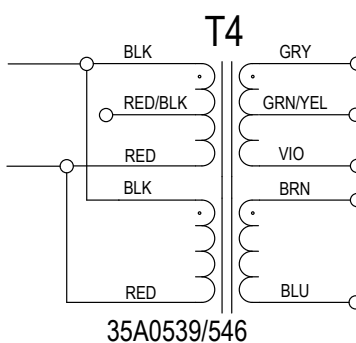 T4
BLK GRY
RED/BLK GRN/YEL
RED VIO
BLK BRN
RED BLU
35A0539/546